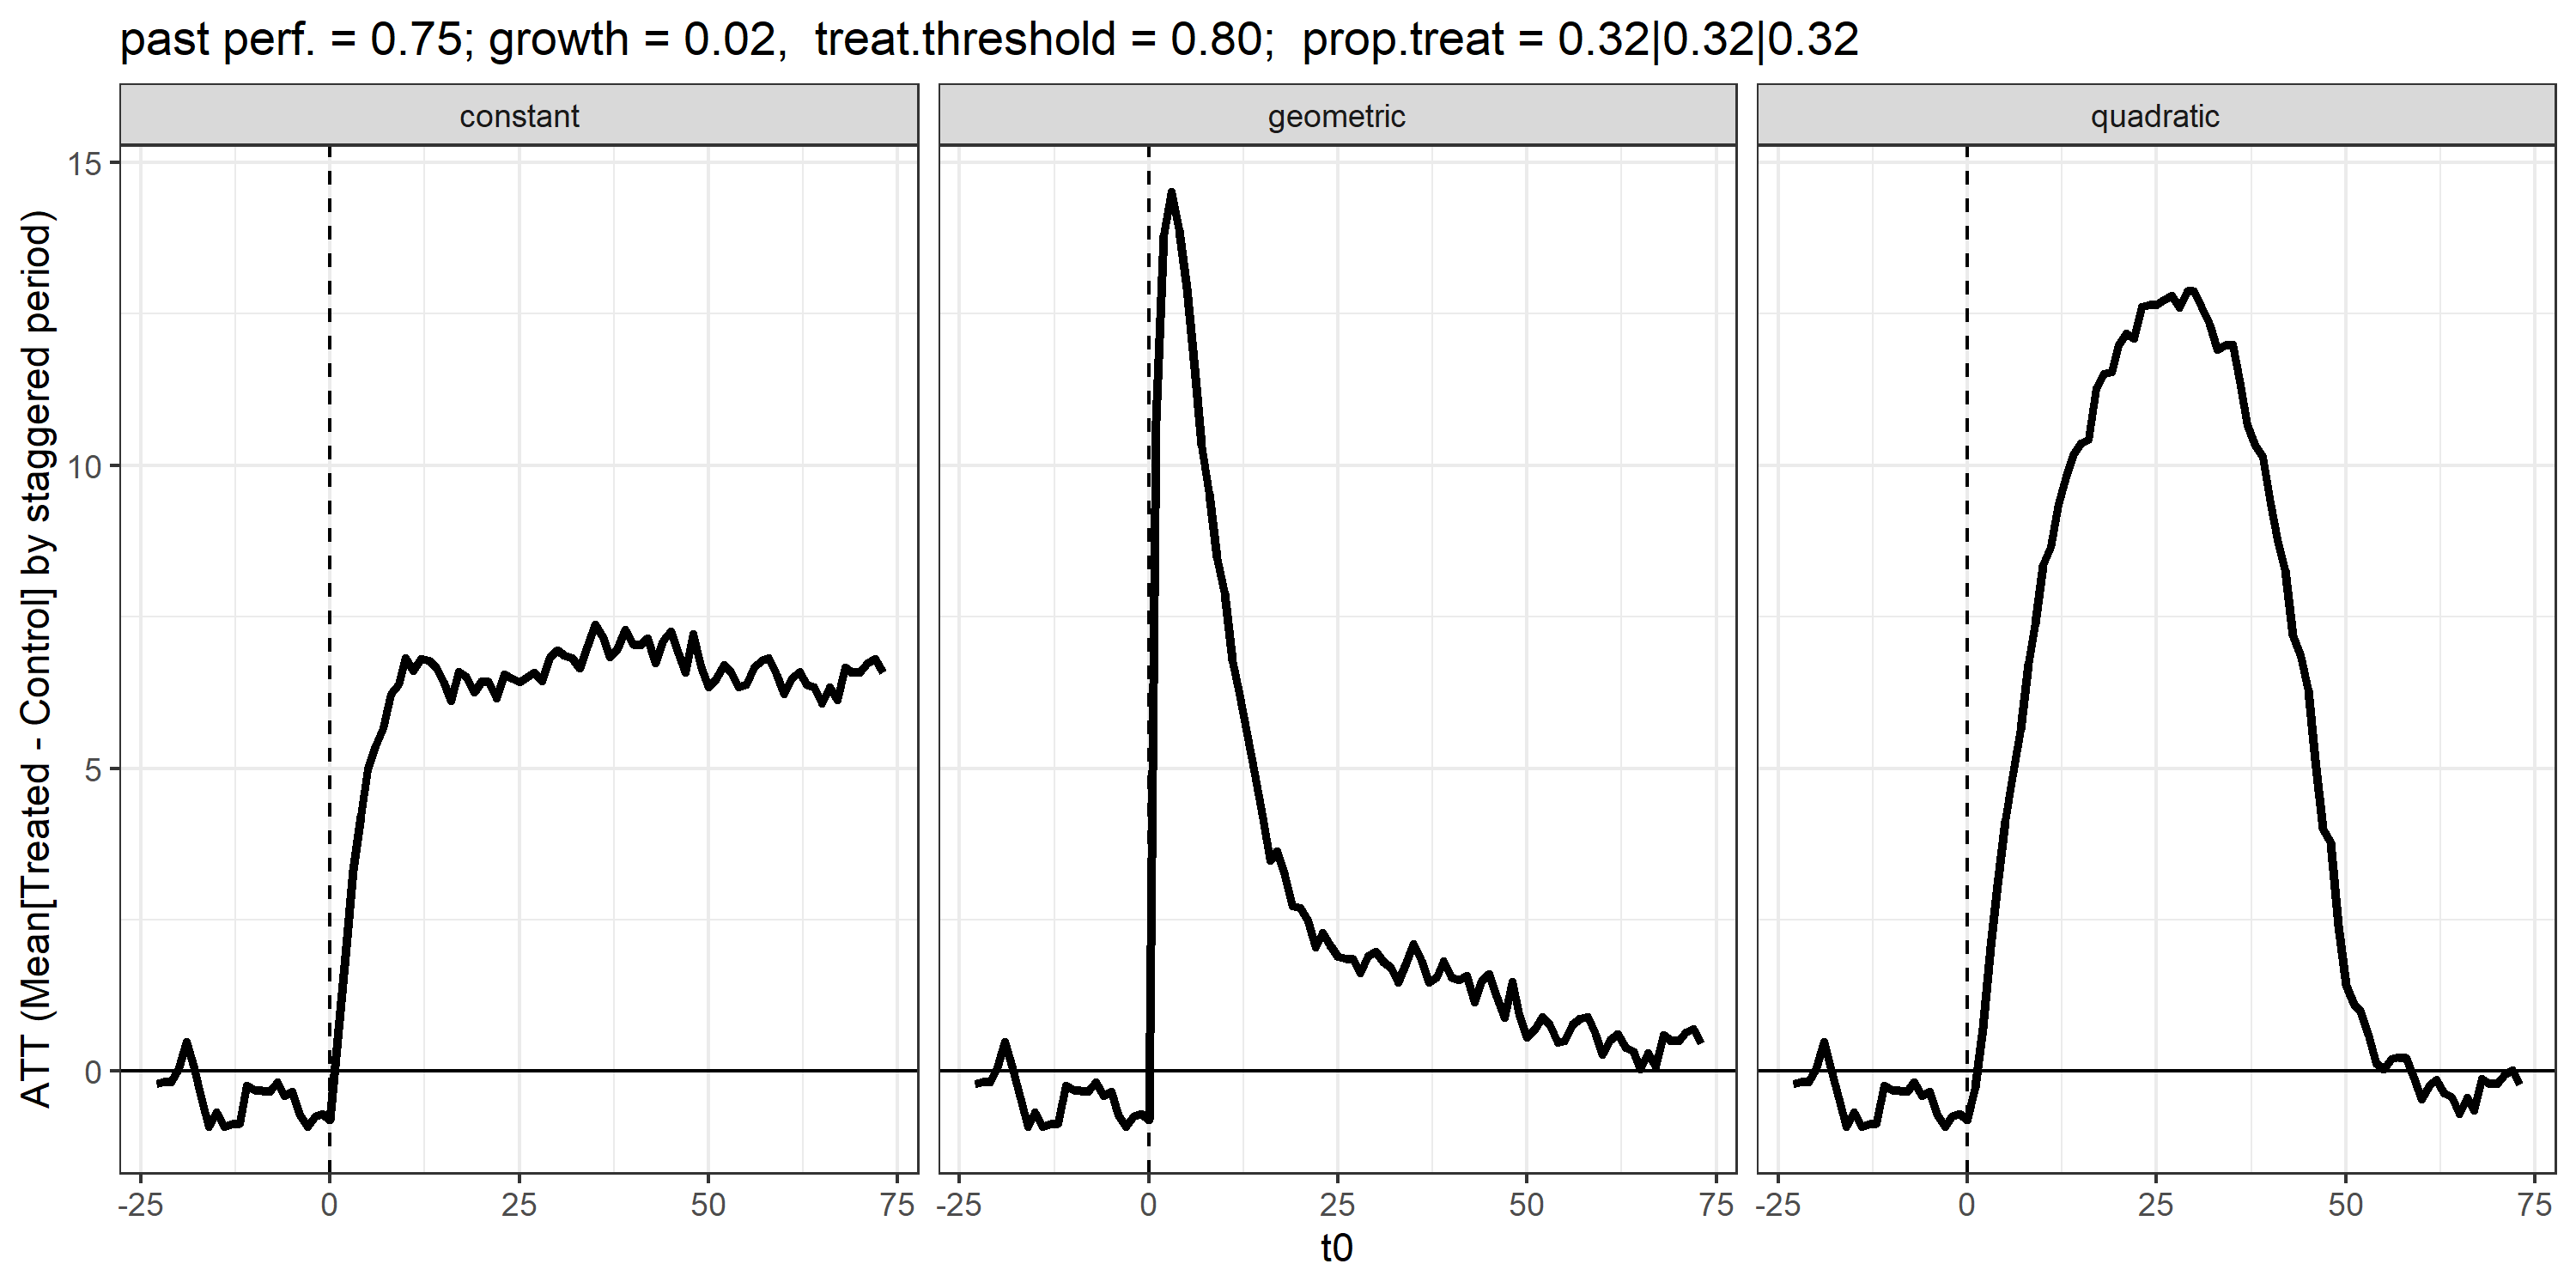 past perf. = 0.75; growth = 0.02,  treat.threshold = 0.80;  prop.treat = 0.32|0.32|0.32
constant
geometric
quadratic
ATT (Mean[Treated - Control] by staggered period)
15
10
5
0
-25 0 25 50 75
-25 0 25 50 75
-25 0 25 50 75
t0